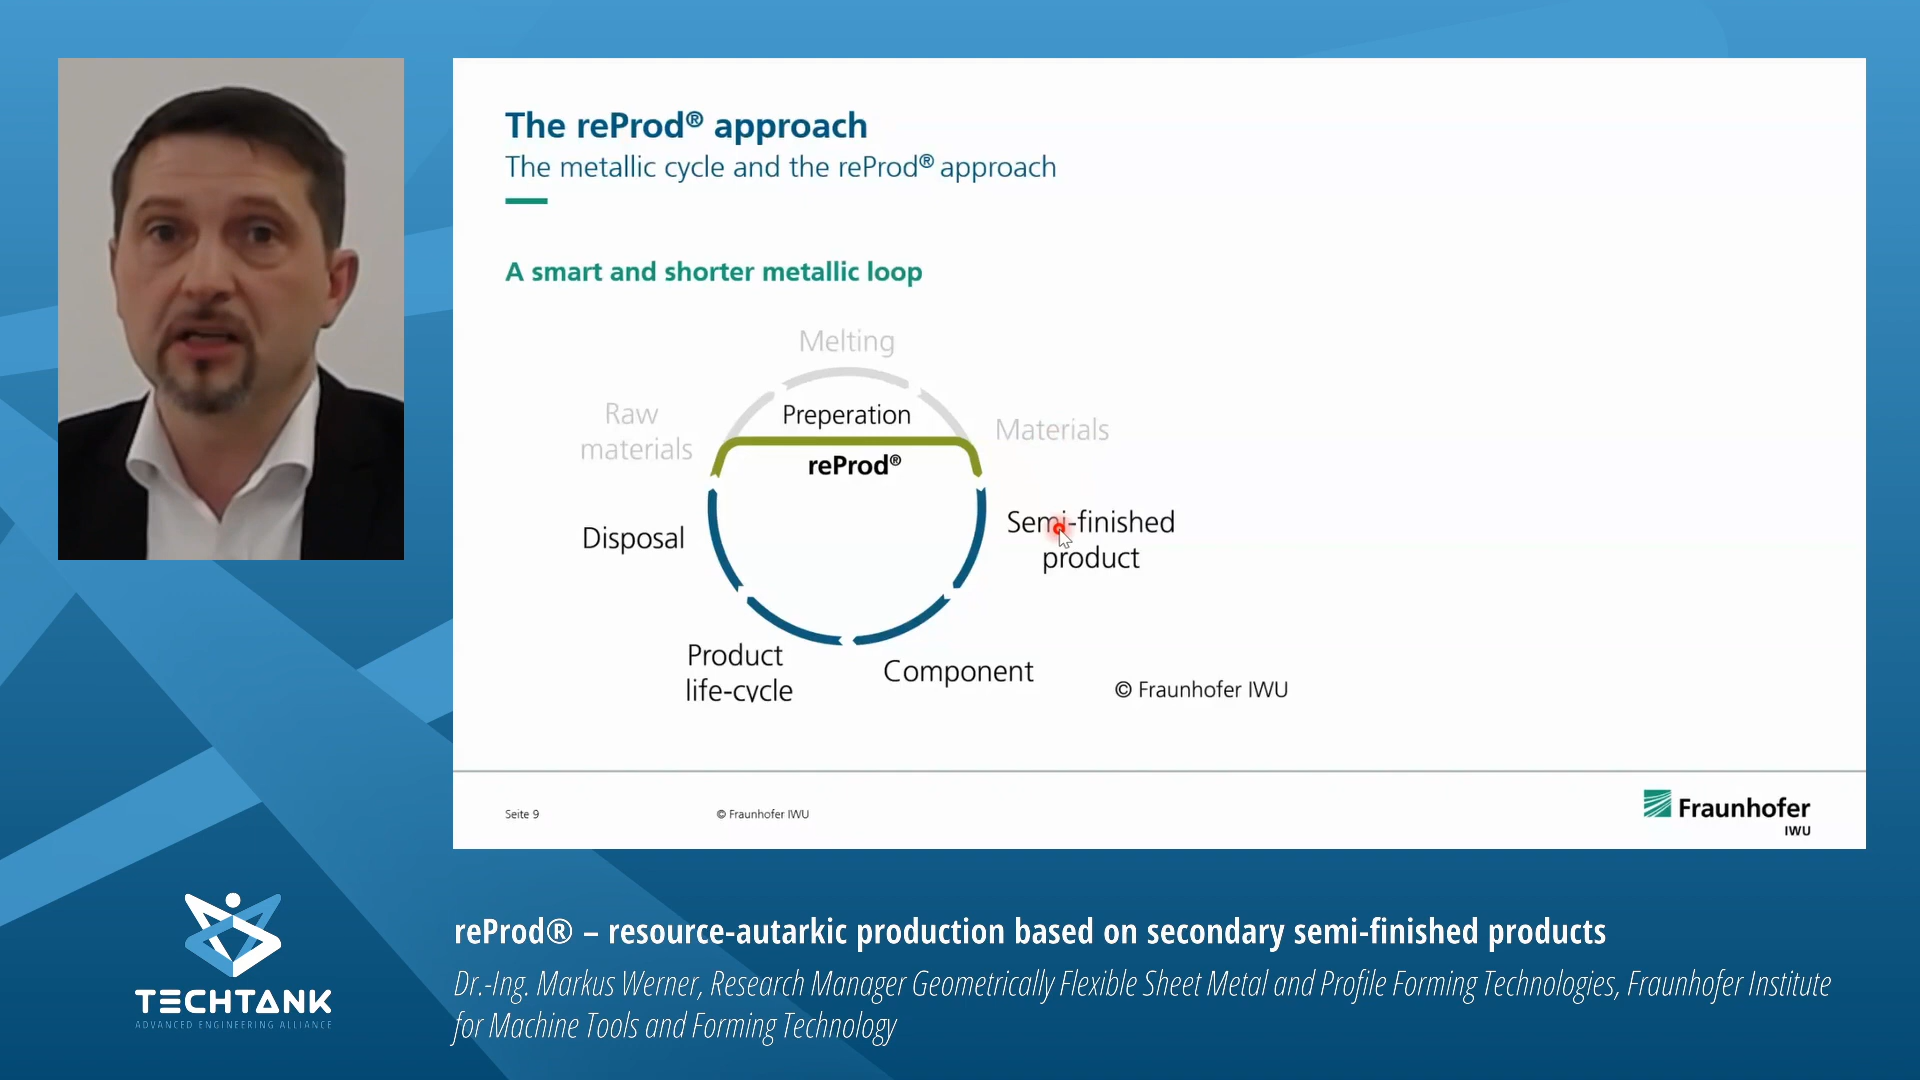 The reProd® approach
The metallic cycle and the reProd® approach
A smart and shorter metallic loop
Melting
Preperation
Raw
materials
Materials
reProd®
Semi-finished
product
Disposal
Product
life-cycle
Component
© Fraunhofer IWU
Seite 9
© Fraunhofer IWU
Fraunhofer
IWU
TECHTANK
ADVANCED ENGINEERING ALLIANCE
reProd® – resource-autarkic production based on secondary semi-finished products
Dr.-Ing. Markus Werner, Research Manager Geometrically Flexible Sheet Metal and Profile Forming Technologies, Fraunhofer Institute
for Machine Tools and Forming Technology